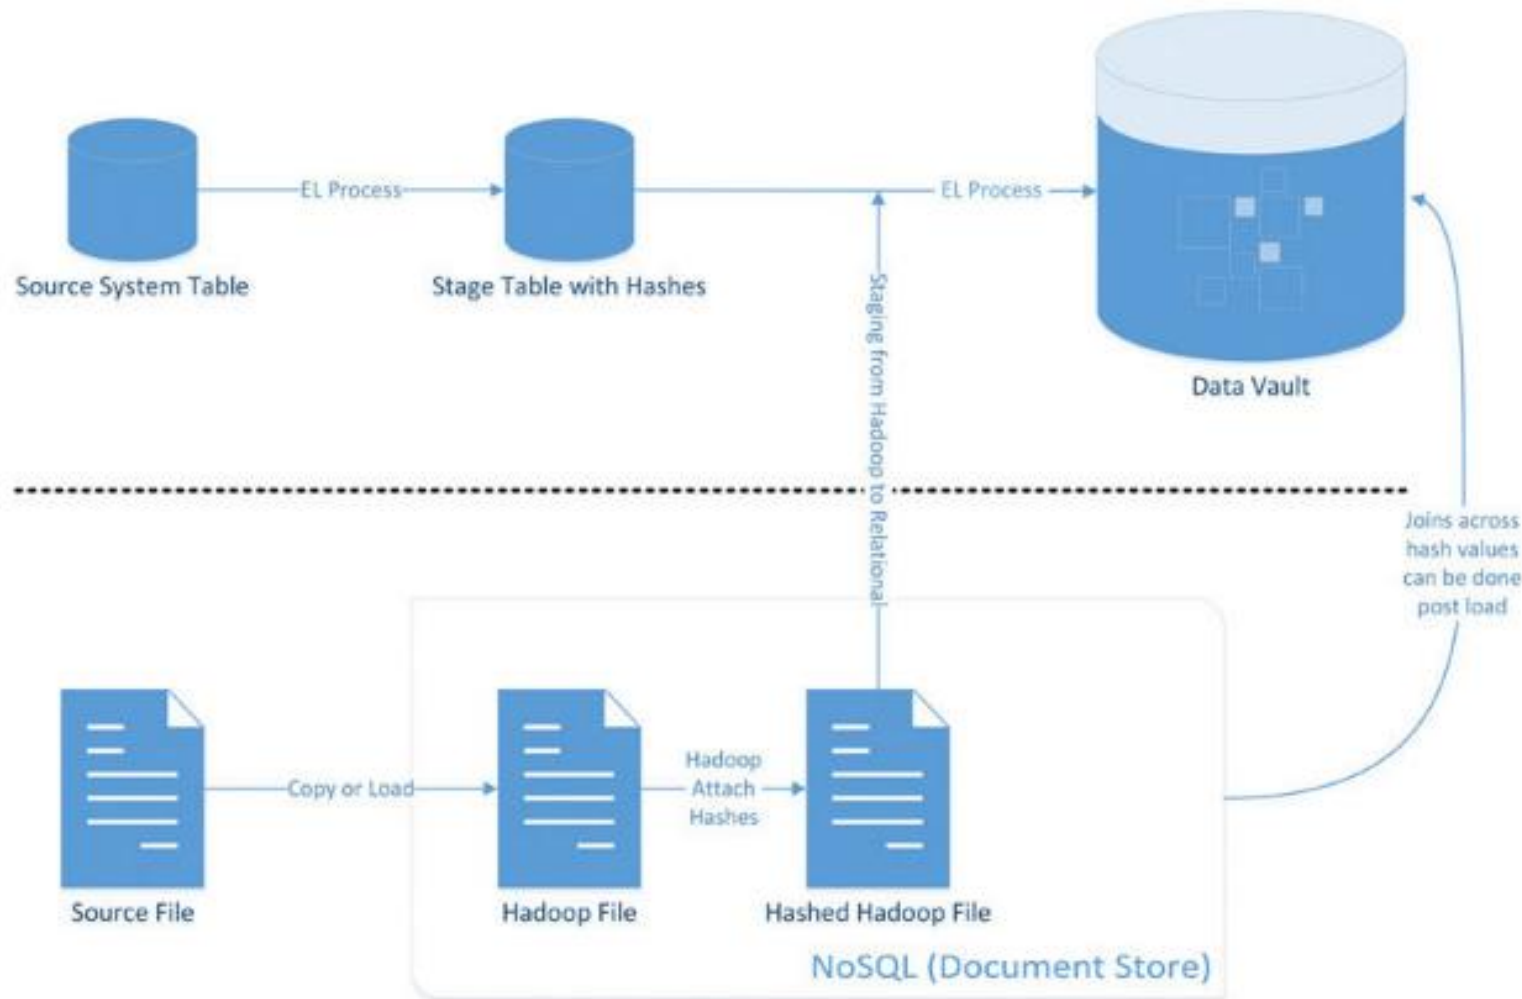 EL Process
EL Process
Source System Table
Stage Table with Hashes
Data Vault
Staging from Hadoop to Relational
Joins across
hash values
can be done
post load
Copy or Load
Hadoop
Attach
Hashes
Source File
Hadoop File
Hashed Hadoop File
NoSQL (Document Store)